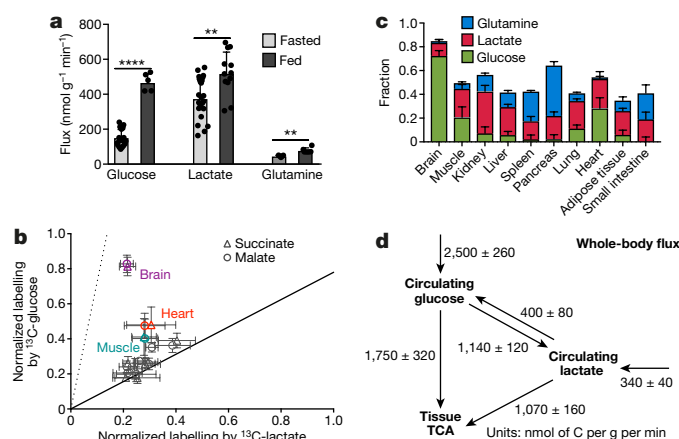 a
Flux (nmol g⁻¹ min⁻¹)
800
600
400
200
0
****
**
**
Fasted
Fed
Glucose
Lactate
Glutamine
b
Normalized labelling
by ¹³C-glucose
1.0
0.8
0.6
0.4
0.2
0
Succinate
Malate
Brain
Heart
Muscle
0
0.2
0.4
0.6
0.8
1.0
Normalized labelling by ¹³C-lactate
c
Fraction
1.0
0.8
0.6
0.4
0.2
0
Glutamine
Lactate
Glucose
Brain
Muscle
Kidney
Liver
Spleen
Pancreas
Lung
Heart
Adipose tissue
Small intestine
d
Whole-body flux
2,500 ± 260
Circulating
glucose
400 ± 80
1,750 ± 320
1,140 ± 120
Circulating
lactate
340 ± 40
1,070 ± 160
Tissue
TCA
Units: nmol of C per g per min